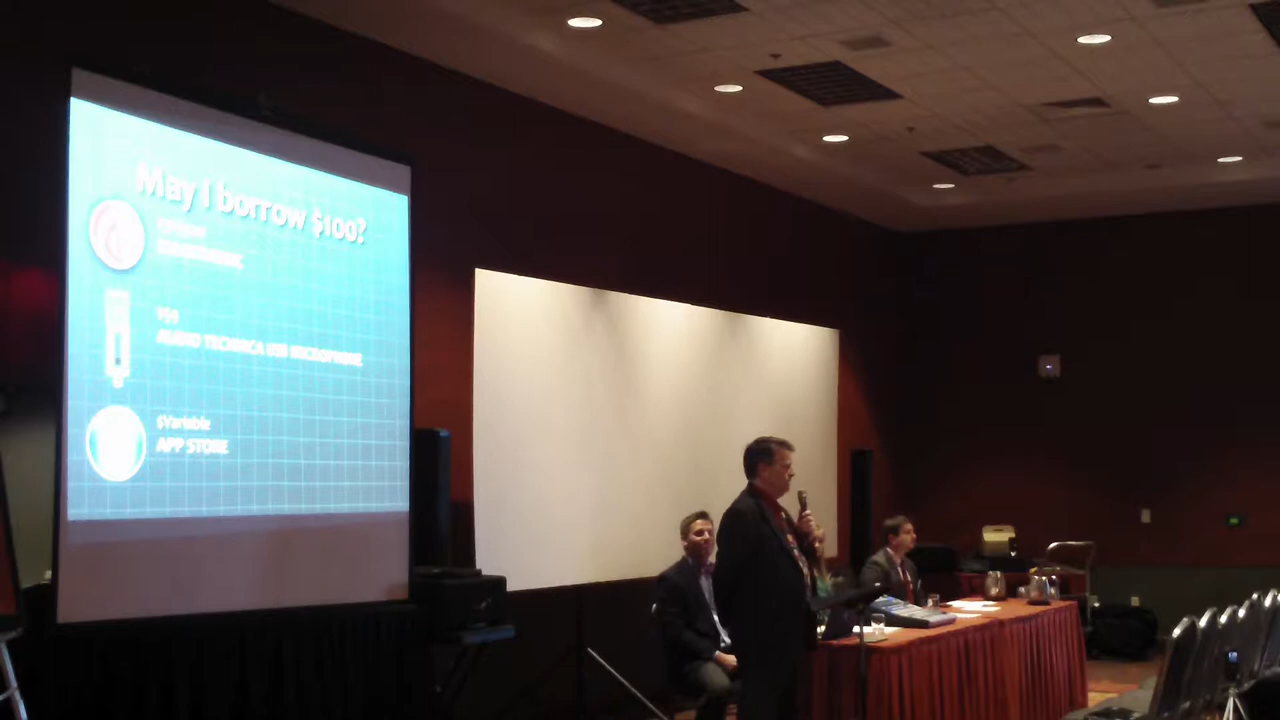 May I borrow $100?
$59
AUDIO TECHNICA USB MICROPHONE
$Variable
APP STORE